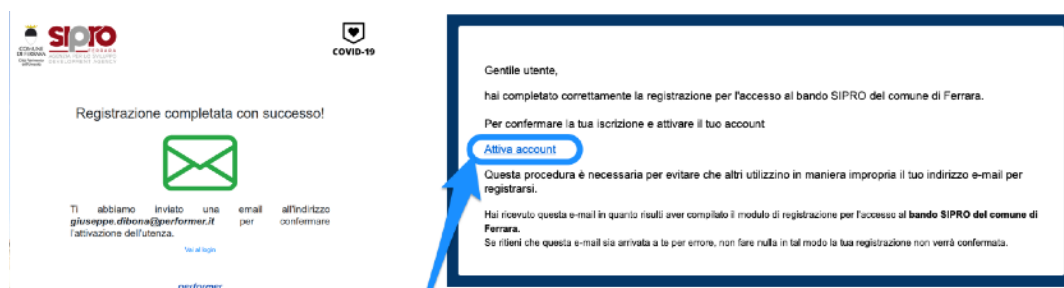 COMUNE
DI FERRARA
sipro
FERRARA
AGENZIA PER LO SVILUPPO
DEVELOPMENT AGENCY
COVID-19
Registrazione completata con successo!
Ti abbiamo inviato una email all'indirizzo
giuseppe.dibona@performer.it per confermare
l'attivazione dell'utenza.
Vai al login
performer
Gentile utente,
hai completato correttamente la registrazione per l'accesso al bando SIPRO del comune di Ferrara.
Per confermare la tua iscrizione e attivare il tuo account
Attiva account
Questa procedura è necessaria per evitare che altri utilizzino in maniera impropria il tuo indirizzo e-mail per
registrarsi.
Hai ricevuto questa e-mail in quanto risulti aver compilato il modulo di registrazione per l'accesso al bando SIPRO del comune di
Ferrara.
Se ritieni che questa e-mail sia arrivata a te per errore, non fare nulla in tal modo la tua registrazione non verrà confermata.